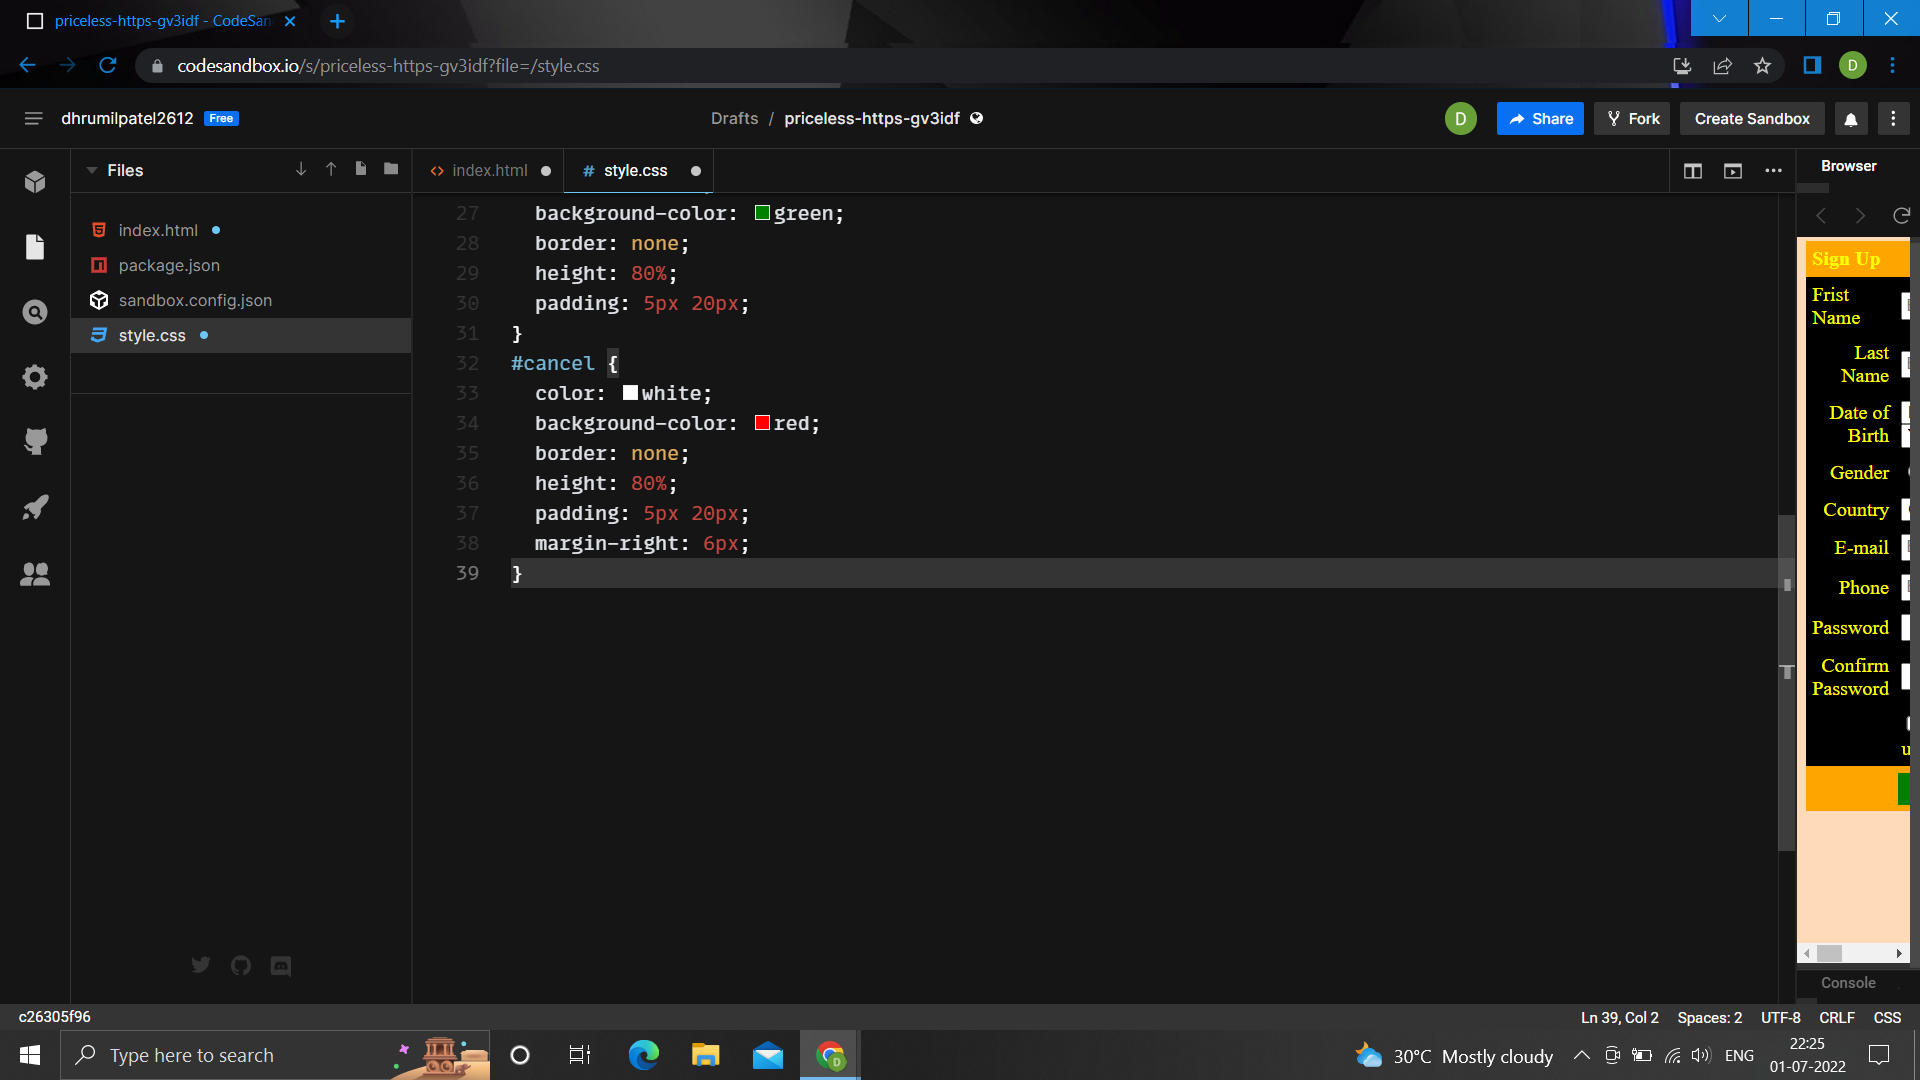 priceless-https-gv3idf - CodeSan
codesandbox.io/s/priceless-https-gv3idf?file=/style.css
D
dhrumilpatel2612 Free
Drafts / priceless-https-gv3idf
D
Share
Fork
Create Sandbox
Files
index.html
style.css
Browser
index.html
package.json
sandbox.config.json
style.css
27 background-color: green;
28 border: none;
29 height: 80%;
30 padding: 5px 20px;
31 }
32 #cancel {
33 color: white;
34 background-color: red;
35 border: none;
36 height: 80%;
37 padding: 5px 20px;
38 margin-right: 6px;
39 }
Sign Up
Frist
Name
Last
Name
Date of
Birth
Gender
Country
E-mail
Phone
Password
Confirm
Password
u
Console
c26305f96
Ln 39, Col 2 Spaces: 2 UTF-8 CRLF CSS
Type here to search
D
30°C Mostly cloudy
ENG
22:25
01-07-2022